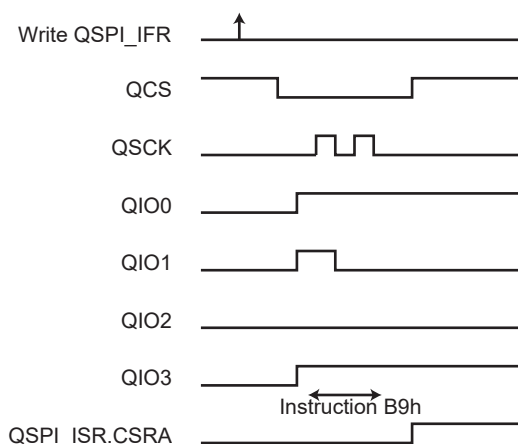 Write QSPI_IFR
QCS
QSCK
QIO0
QIO1
QIO2
QIO3
Instruction B9h
QSPI_ISR.CSRA